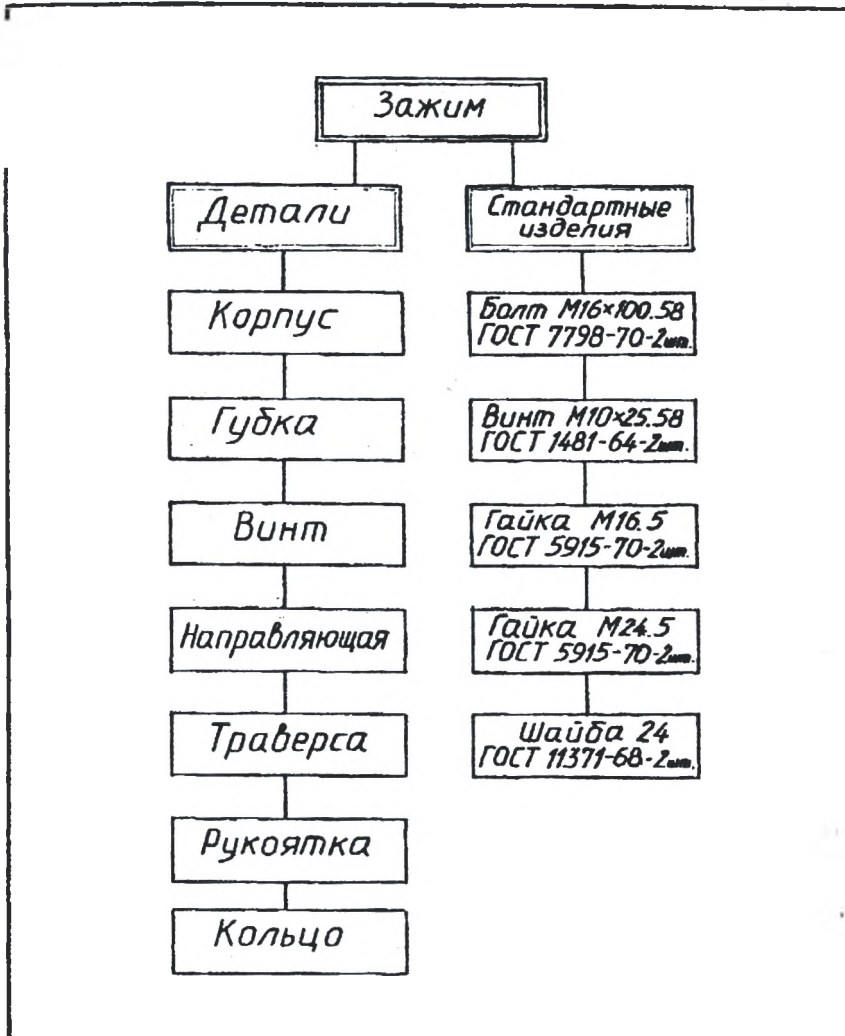 Зажим
Детали
Корпус
Губка
Винт
Направляющая
Траверса
Рукоятка
Кольцо
Стандартные
изделия
Болт М16×100.58
ГОСТ 7798-70-2шт.
Винт М10×25.58
ГОСТ 1481-64-2шт.
Гайка М16.5
ГОСТ 5915-70-2шт.
Гайка М24.5
ГОСТ 5915-70-2шт.
Шайба 24
ГОСТ 11371-68-2шт.